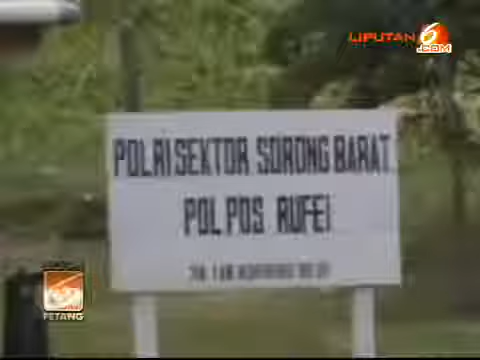 LIPUTAN 6
.COM
POLRI SEKTOR SORONG BARAT
POL POS RUFEI
PETANG